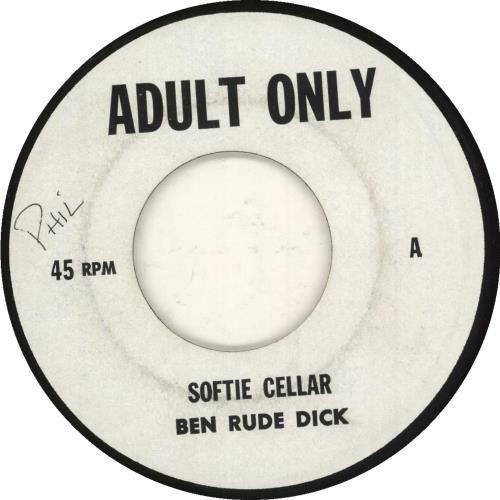 ADULT ONLY
PHIL
45 RPM
A
SOFTIE CELLAR
BEN RUDE DICK